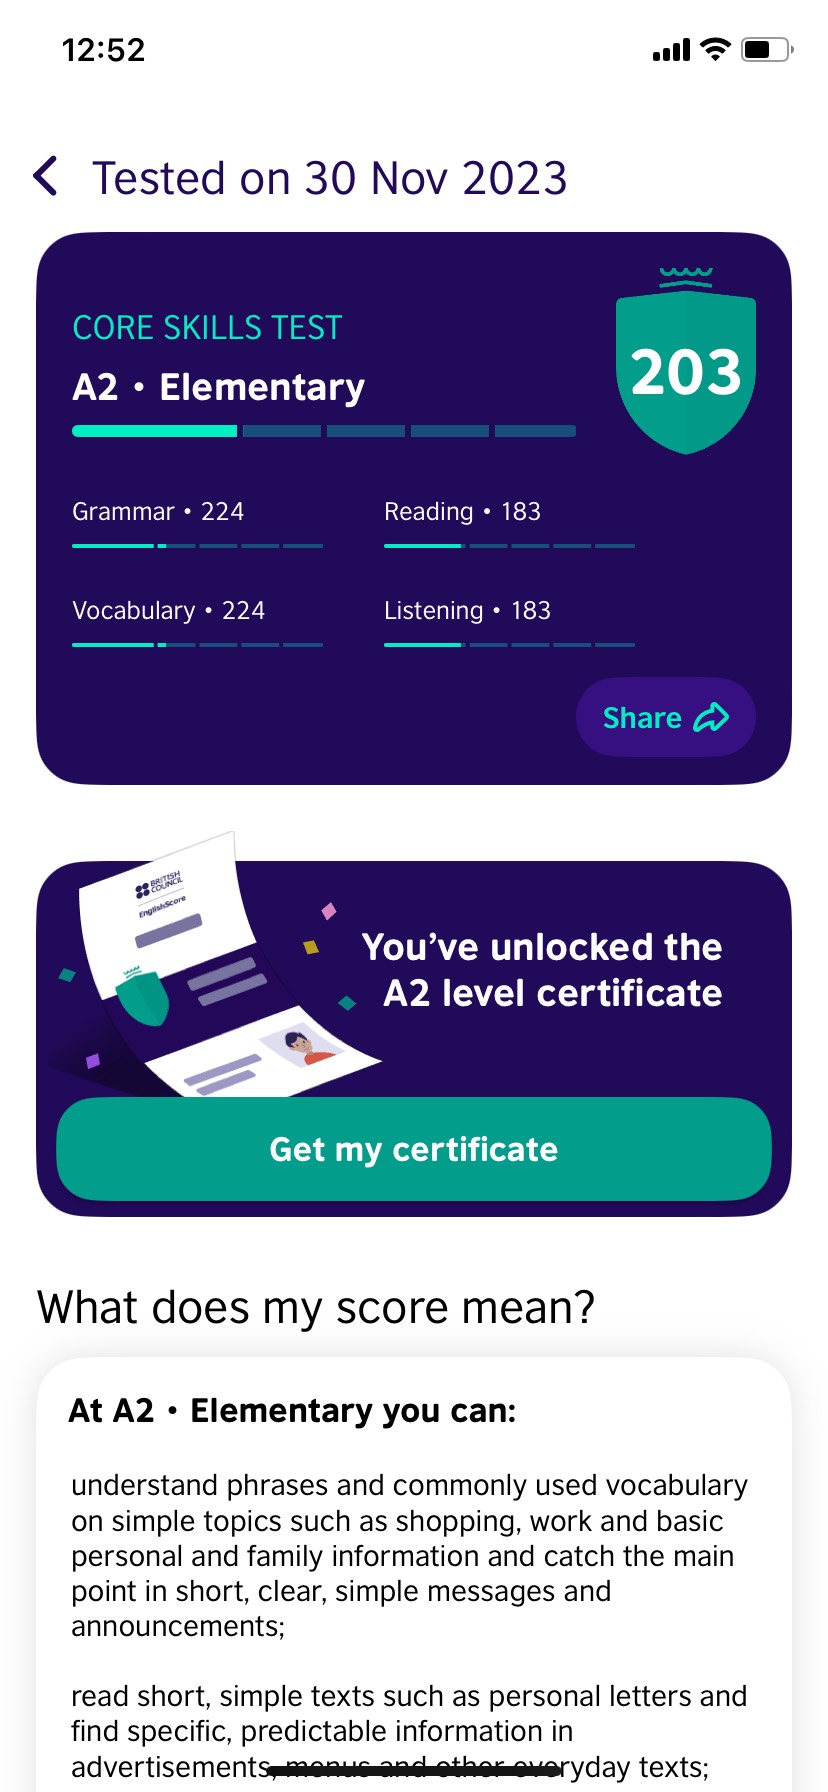 12:52
Tested on 30 Nov 2023
CORE SKILLS TEST
203
A2 • Elementary
Grammar • 224
Reading • 183
Vocabulary • 224
Listening • 183
Share
BRITISH
COUNCIL
EnglishScore
You’ve unlocked the
A2 level certificate
Get my certificate
What does my score mean?
At A2 • Elementary you can:
understand phrases and commonly used vocabulary
on simple topics such as shopping, work and basic
personal and family information and catch the main
point in short, clear, simple messages and
announcements;
read short, simple texts such as personal letters and
find specific, predictable information in
advertisements, menus and other everyday texts;